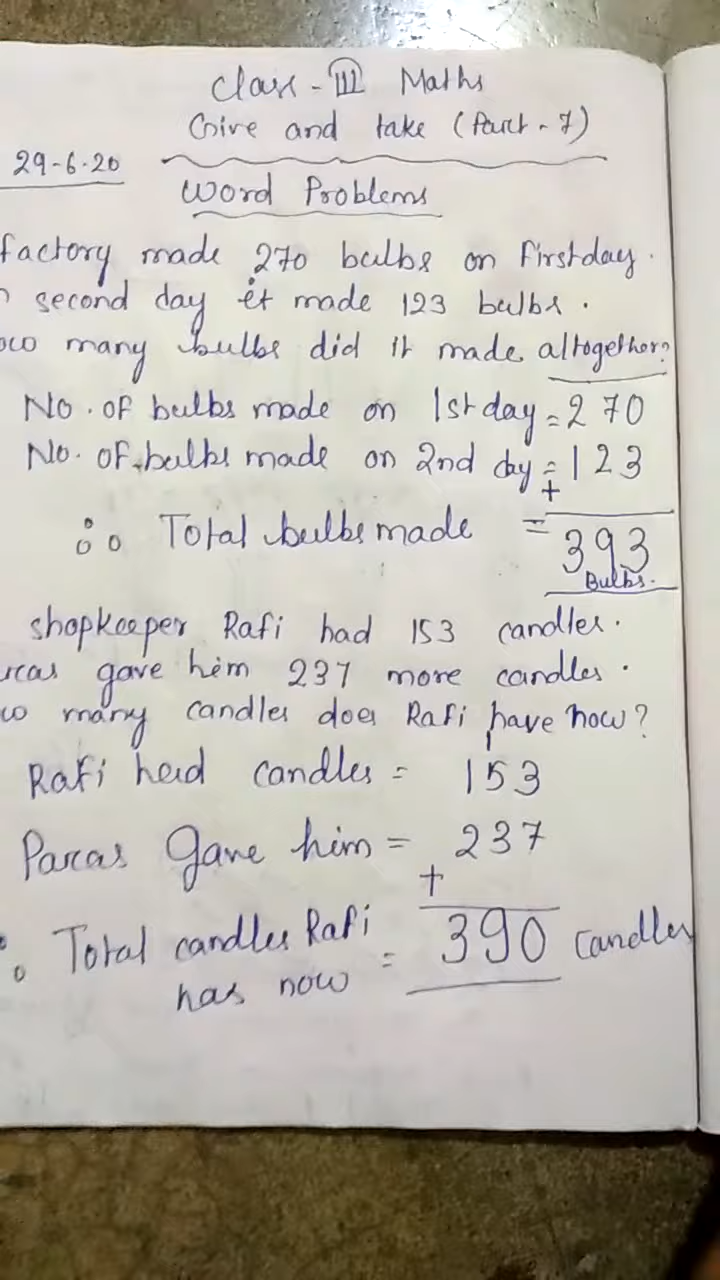 Class - III Maths
Give and take (Part - 7)
29-6-20
Word Problems
factory made 270 bulbs on first day.
second day it made 123 bulbs.
many bulbs did it made altogether?
No. of bulbs made on 1st day = 270
No. of bulbs made on 2nd day = 123
+
∴ Total bulbs made = 393
Bulbs.
shopkeeper Rafi had 153 candles.
gave him 237 more candles.
many candles does Rafi have now?
1
Rafi had candles = 153
Paras gave him = 237
+
∴ Total candles Rafi
has now = 390 candles